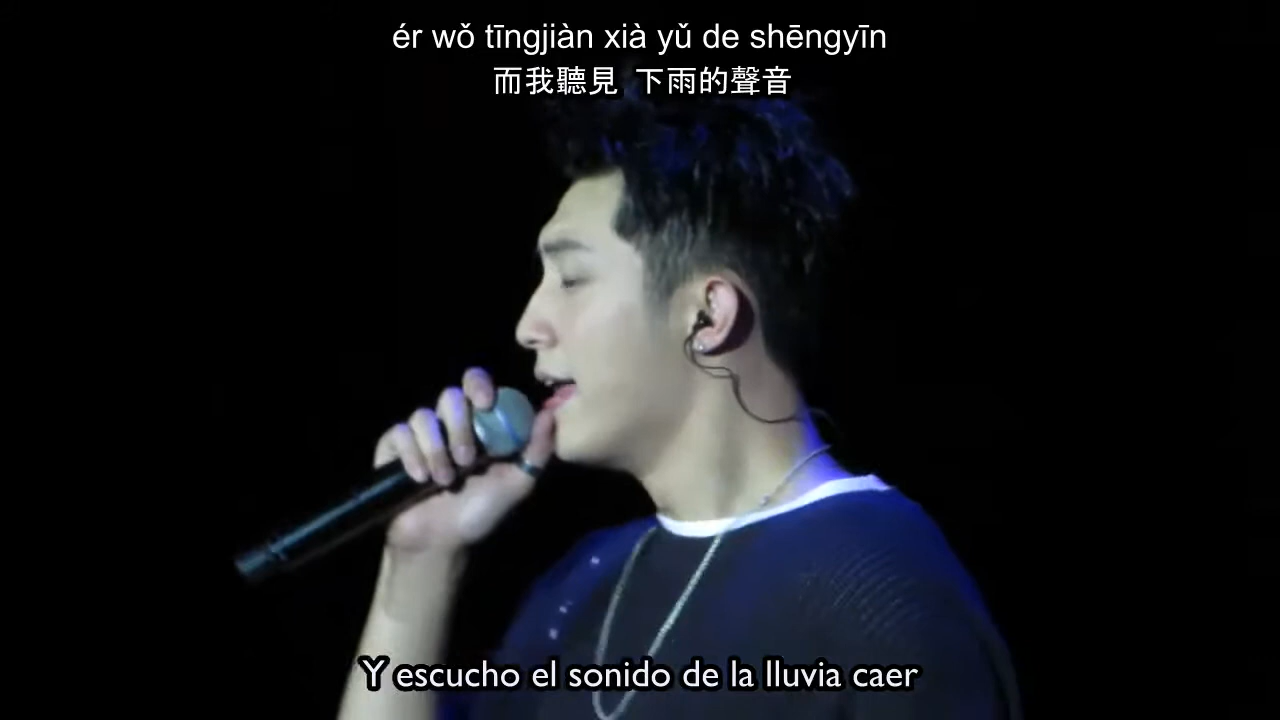 ér wǒ tīngjiàn xià yǔ de shēngyīn
而我聽見 下雨的聲音
Y escucho el sonido de la lluvia caer